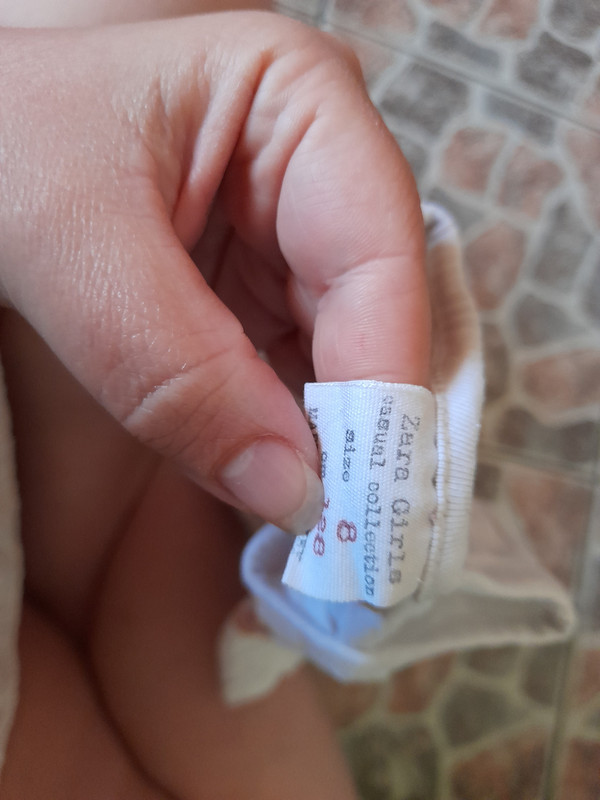 Zara Girls
casual collection
size 8